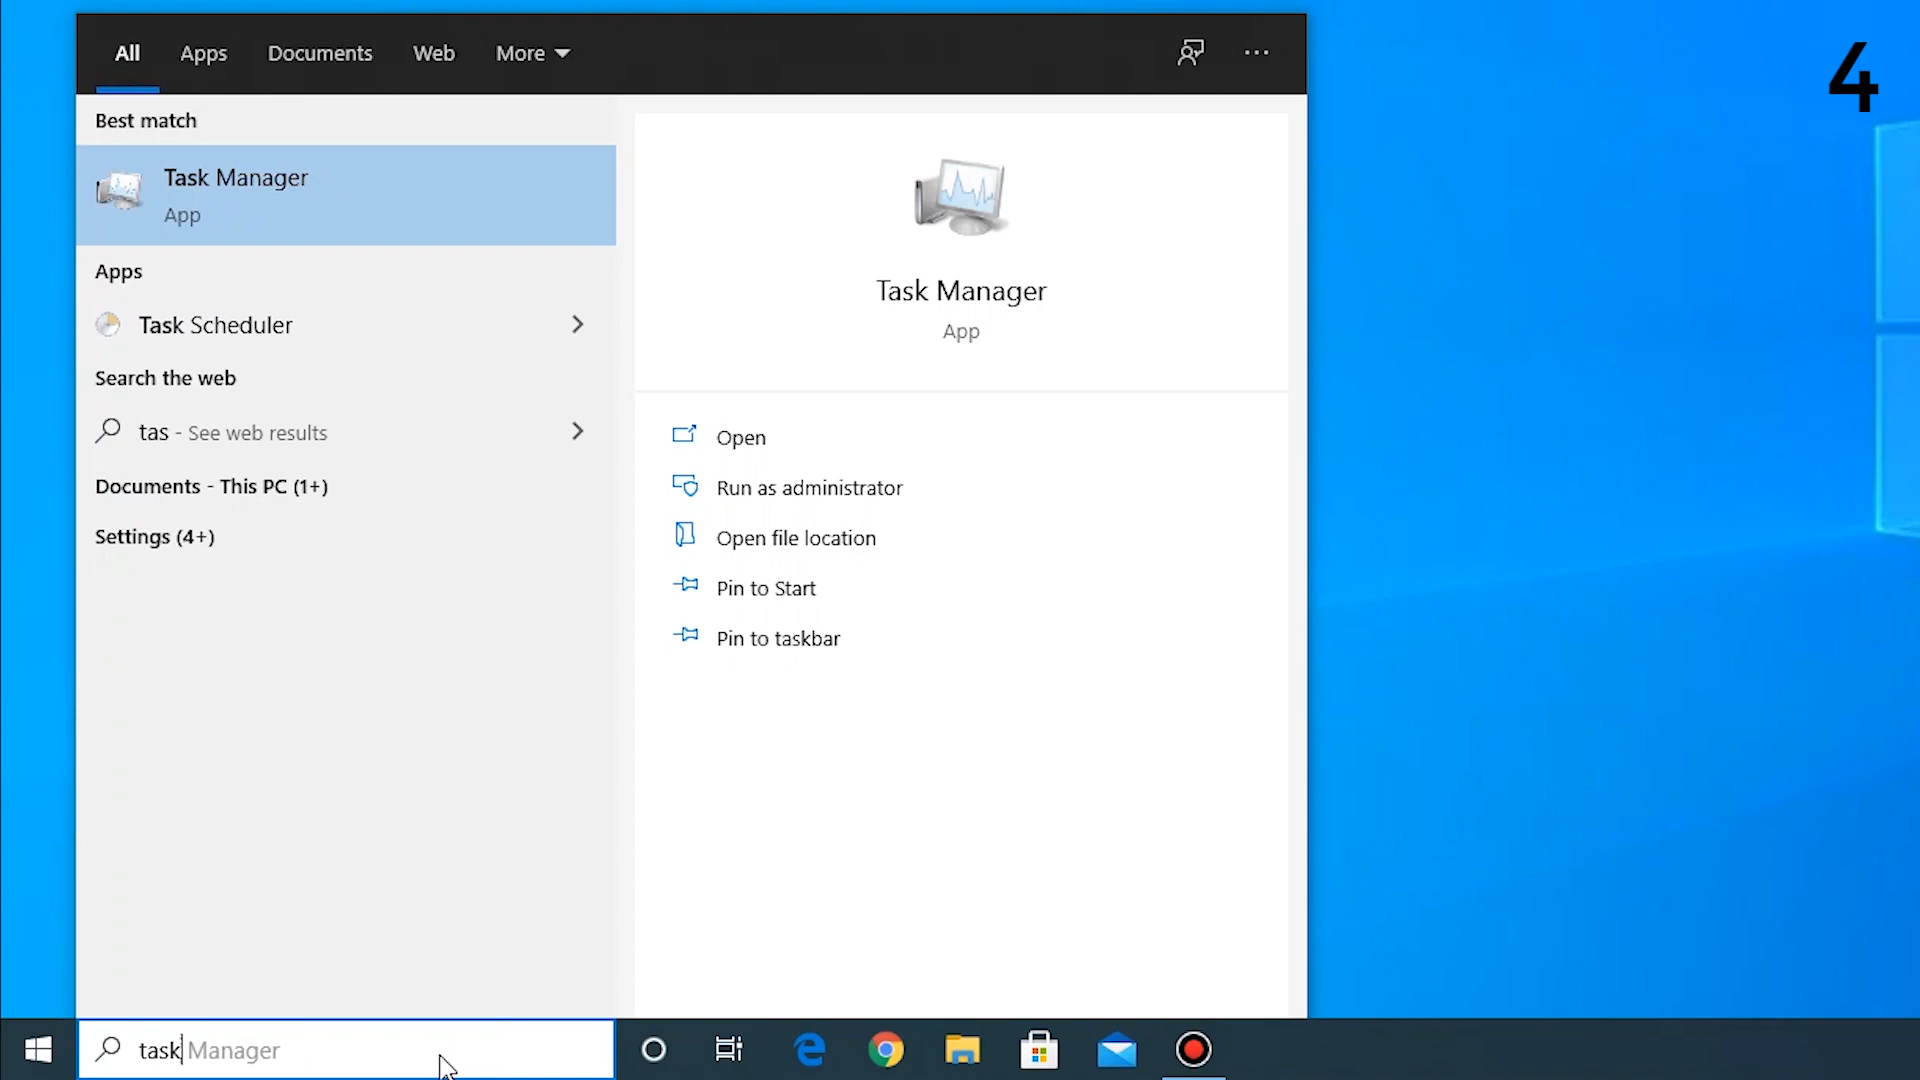 All Apps Documents Web More
4
Best match
Task Manager
App
Apps
Task Scheduler
Search the web
tas - See web results
Documents - This PC (1+)
Settings (4+)
Task Manager
App
Open
Run as administrator
Open file location
Pin to Start
Pin to taskbar
task Manager